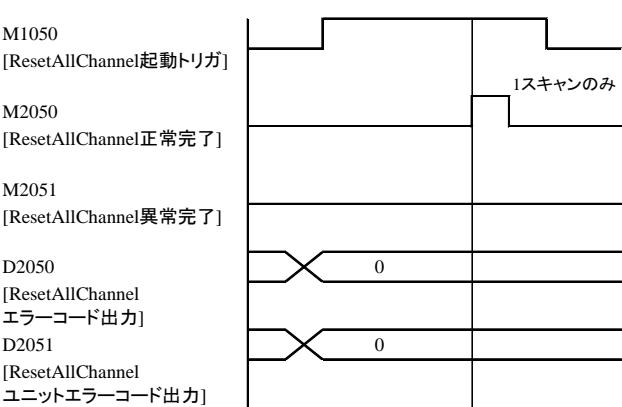 M1050
[ResetAllChannel起動トリガ]
1スキャンのみ
M2050
[ResetAllChannel正常完了]
M2051
[ResetAllChannel異常完了]
D2050
0
[ResetAllChannel
エラーコード出力]
D2051
0
[ResetAllChannel
ユニットエラーコード出力]